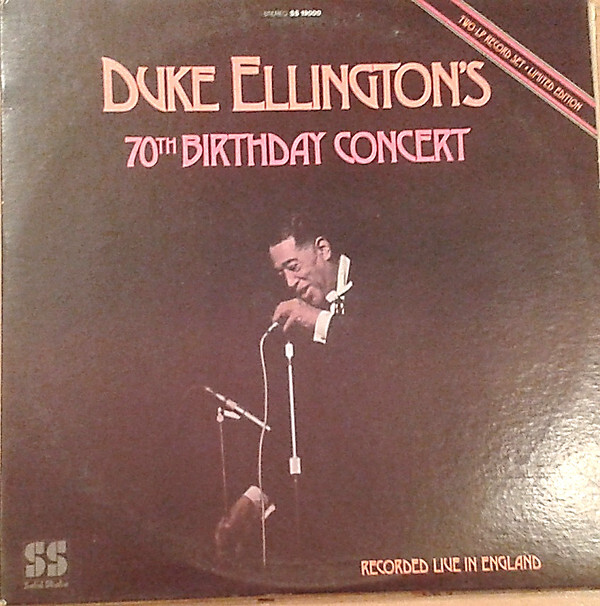 STEREO SS 19000
TWO-LP RECORD SET • LIMITED EDITION
DUKE ELLINGTON'S
70TH BIRTHDAY CONCERT
SS
Solid State
RECORDED LIVE IN ENGLAND